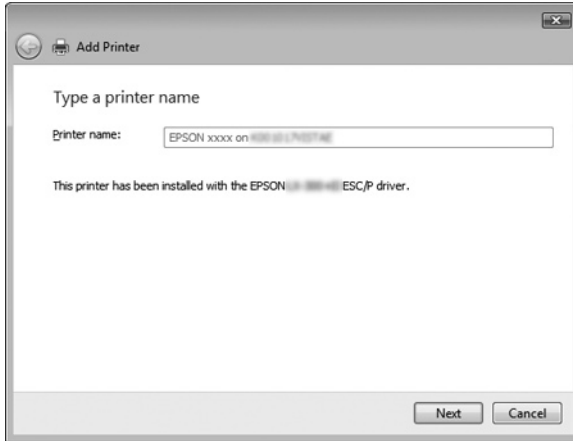 Add Printer
Type a printer name
Printer name:
EPSON xxxx on
This printer has been installed with the EPSON ESC/P driver.
Next
Cancel